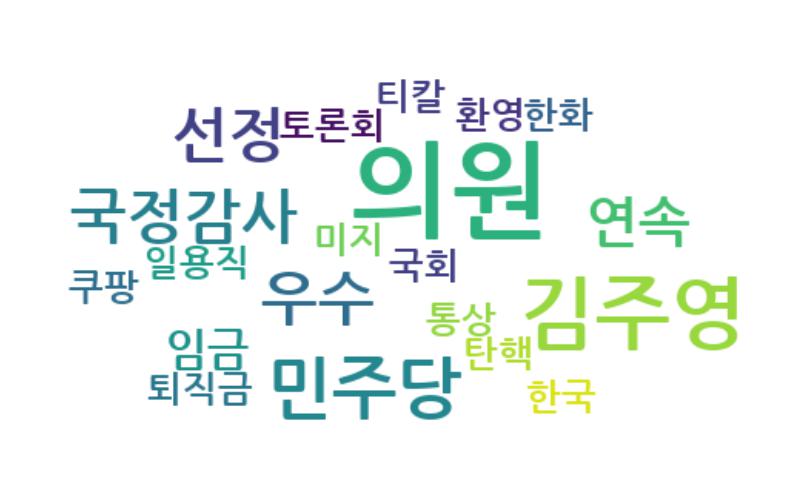 티칼
선정
토론회
환영
한화
의원
국정감사
연속
미지
일용직
국회
쿠팡
우수
김주영
통상
임금
탄핵
민주당
퇴직금
한국